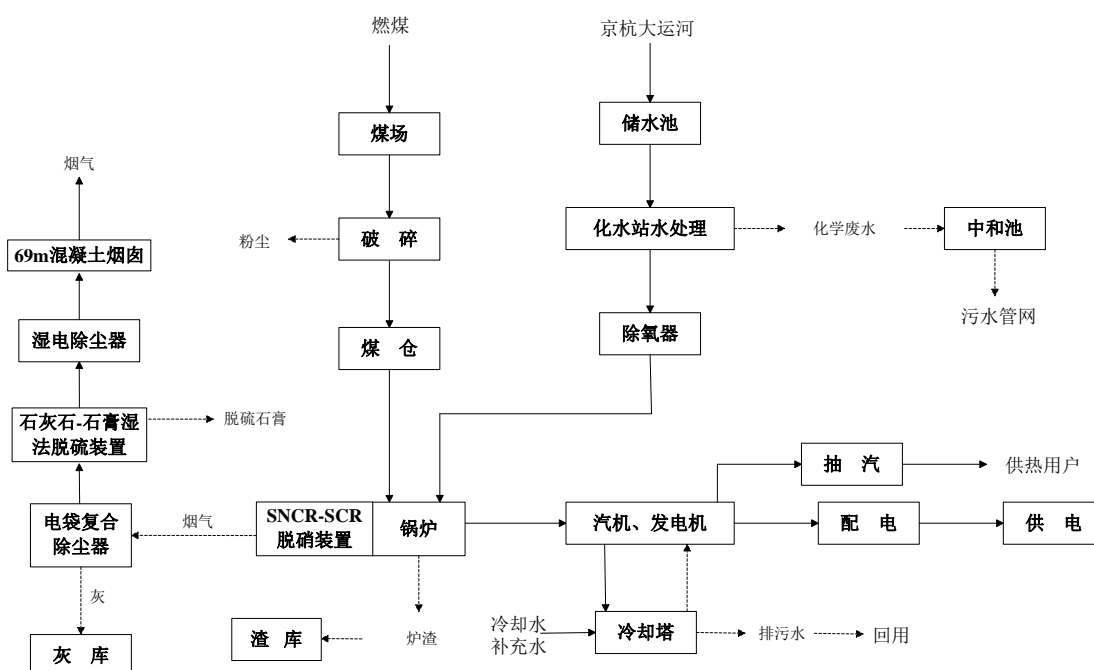 燃煤
京杭大运河
煤场
储水池
烟气
化水站水处理
化学废水
中和池
粉尘
破 碎
69m混凝土烟囱
污水管网
湿电除尘器
煤 仓
除氧器
石灰石-石膏湿
法脱硫装置
脱硫石膏
抽 汽
供热用户
电袋复合
除尘器
烟气
SNCR-SCR
脱硝装置
锅炉
汽机、发电机
配 电
供 电
灰
渣 库
炉渣
冷却水
补充水
冷却塔
排污水
回用
灰 库